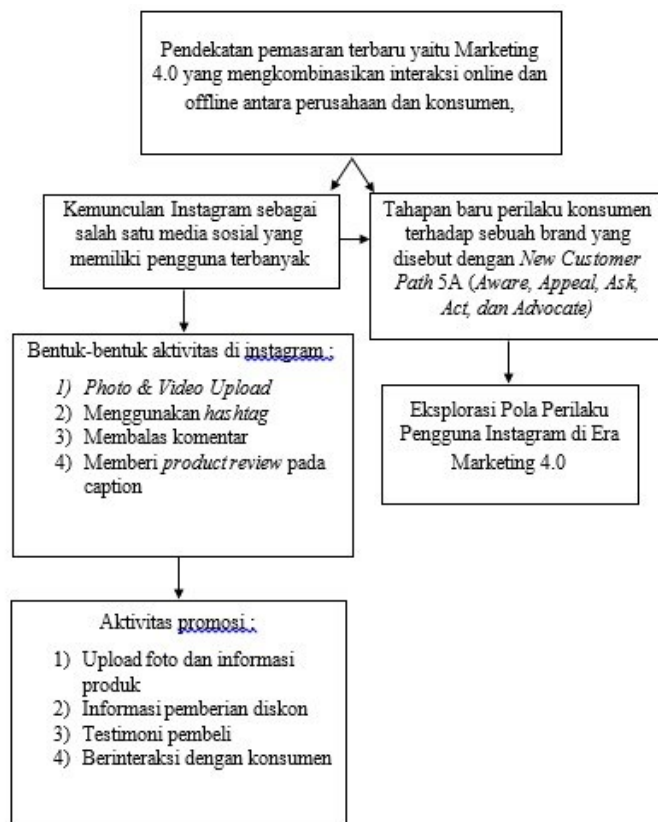 Pendekatan pemasaran terbaru yaitu Marketing
4.0 yang mengkombinasikan interaksi online dan
offline antara perusahaan dan konsumen,
Kemunculan Instagram sebagai
salah satu media sosial yang
memiliki pengguna terbanyak
Tahapan baru perilaku konsumen
terhadap sebuah brand yang
disebut dengan New Customer
Path 5A (Aware, Appeal, Ask,
Act, dan Advocate)
Bentuk-bentuk aktivitas di instagram :
1) Photo & Video Upload
2) Menggunakan hashtag
3) Membalas komentar
4) Memberi product review pada
caption
Eksplorasi Pola Perilaku
Pengguna Instagram di Era
Marketing 4.0
Aktivitas promosi :
1) Upload foto dan informasi
produk
2) Informasi pemberian diskon
3) Testimoni pembeli
4) Berinteraksi dengan konsumen